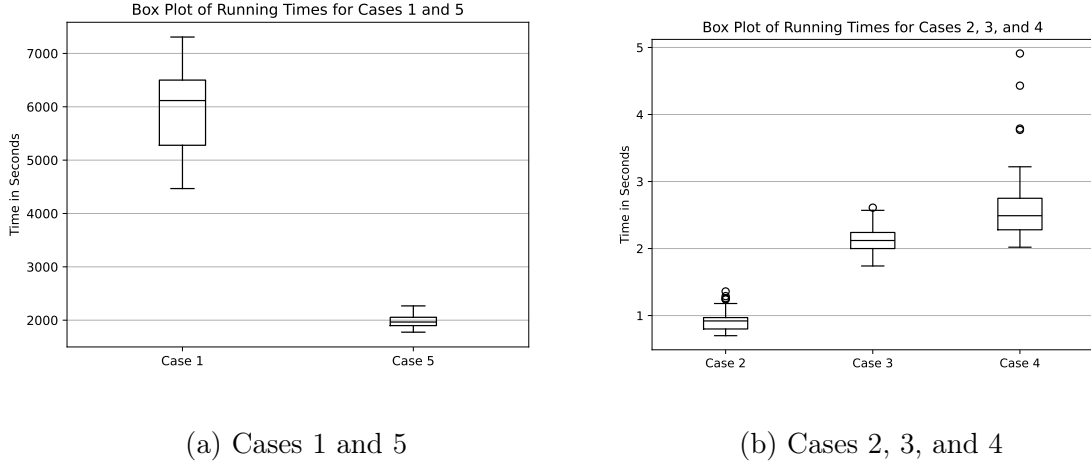 Box Plot of Running Times for Cases 1 and 5
7000
6000
5000
4000
3000
2000
Time in Seconds
Case 1
Case 5
(a) Cases 1 and 5
Box Plot of Running Times for Cases 2, 3, and 4
5
4
3
2
1
Time in Seconds
Case 2
Case 3
Case 4
(b) Cases 2, 3, and 4